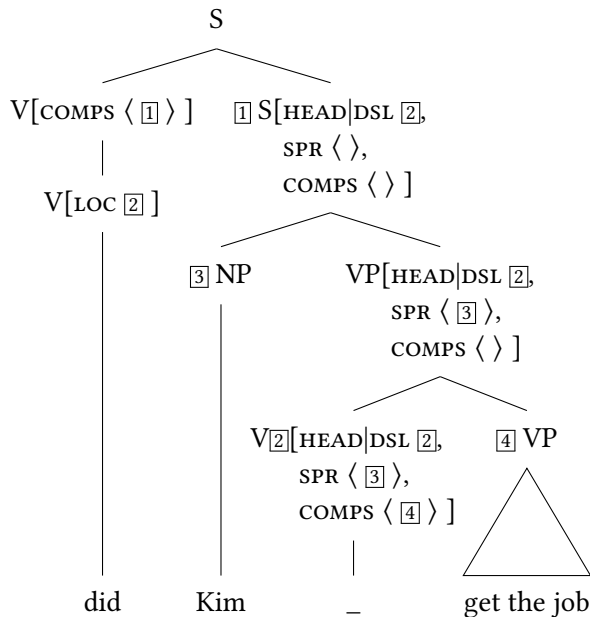 S
V[COMPS ⟨ 1 ⟩ ] 1 S[HEAD|DSL 2,
SPR ⟨ ⟩,
COMPS ⟨ ⟩ ]
V[LOC 2 ]
3 NP VP[HEAD|DSL 2,
SPR ⟨ 3 ⟩,
COMPS ⟨ ⟩ ]
V2[HEAD|DSL 2, 4 VP
SPR ⟨ 3 ⟩,
COMPS ⟨ 4 ⟩ ]
did Kim _ get the job